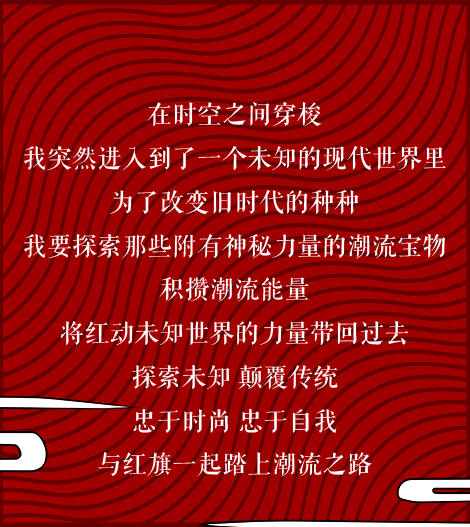 在时空之间穿梭
我突然进入到了一个未知的现代世界里
为了改变旧时代的种种
我要探索那些附有神秘力量的潮流宝物
积攒潮流能量
将红动未知世界的力量带回过去
探索未知 颠覆传统
忠于时尚 忠于自我
与红旗一起踏上潮流之路